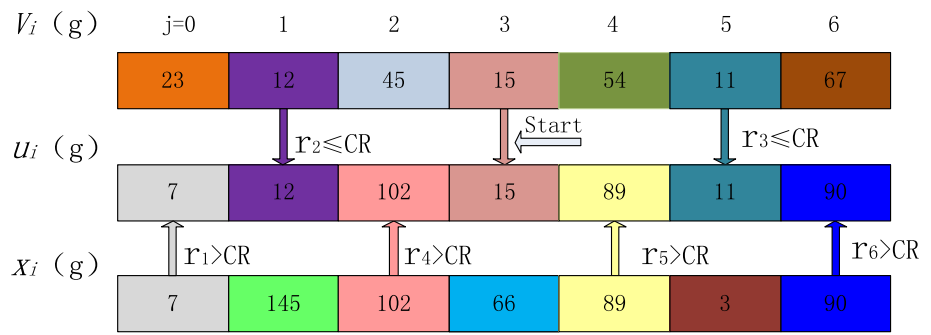 Vi (g) j=0 1 2 3 4 5 6
23 12 45 15 54 11 67
r2≤CR Start r3≤CR
ui (g)
7 12 102 15 89 11 90
r1>CR r4>CR r5>CR r6>CR
xi (g)
7 145 102 66 89 3 90